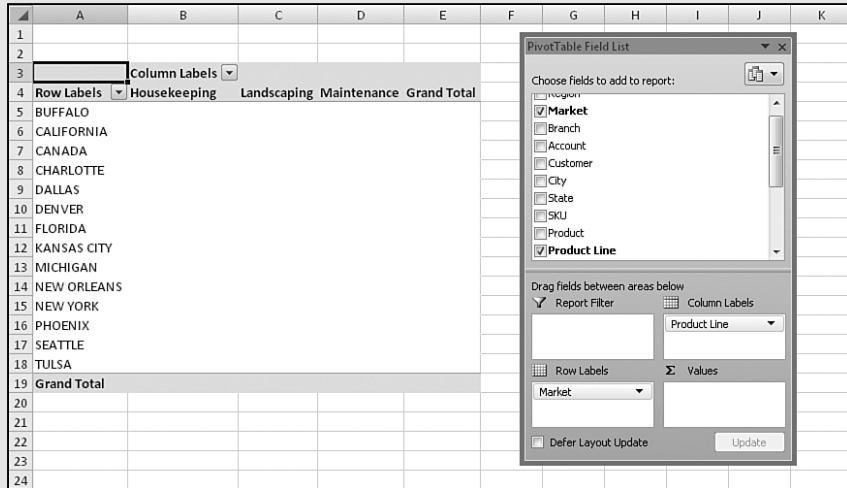 A B C D E F G H I J K
1
2
3 Column Labels
4 Row Labels Housekeeping Landscaping Maintenance Grand Total
5 BUFFALO
6 CALIFORNIA
7 CANADA
8 CHARLOTTE
9 DALLAS
10 DENVER
11 FLORIDA
12 KANSAS CITY
13 MICHIGAN
14 NEW ORLEANS
15 NEW YORK
16 PHOENIX
17 SEATTLE
18 TULSA
19 Grand Total
20
21
22
23
24
PivotTable Field List
Choose fields to add to report:
Region
Market
Branch
Account
Customer
City
State
SKU
Product
Product Line
Drag fields between areas below
Report Filter
Column Labels
Product Line
Row Labels
Σ Values
Market
Defer Layout Update
Update